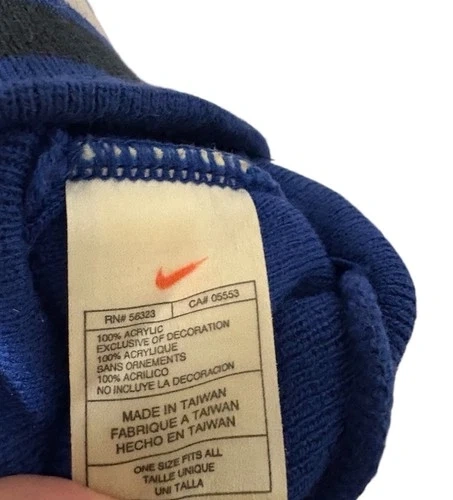 RN# 56323 CA# 05553
100% ACRYLIC
EXCLUSIVE OF DECORATION
100% ACRYLIQUE
SANS ORNEMENTS
100% ACRILICO
NO INCLUYE LA DECORACION
MADE IN TAIWAN
FABRIQUE A TAIWAN
HECHO EN TAIWAN
ONE SIZE FITS ALL
TAILLE UNIQUE
UNI TALLA